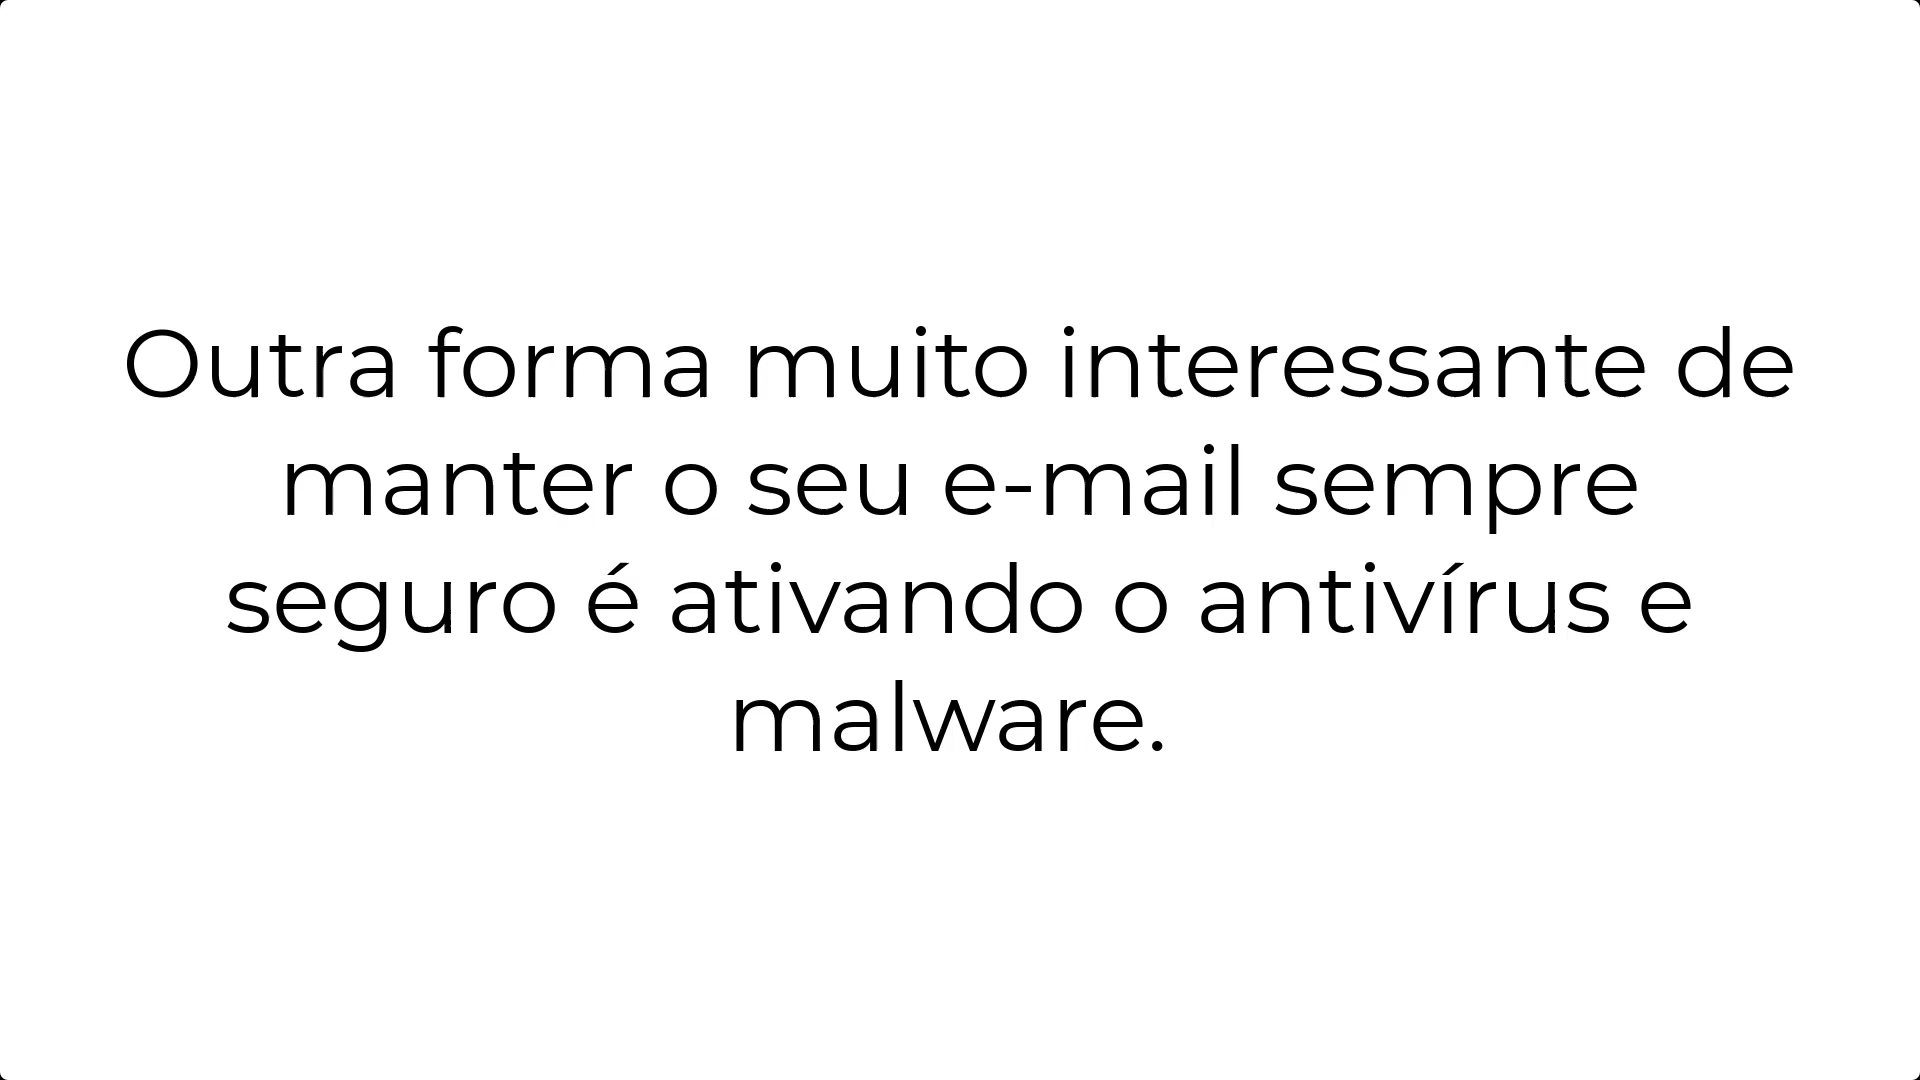 Outra forma muito interessante de
manter o seu e-mail sempre
seguro é ativando o antivírus e
malware.